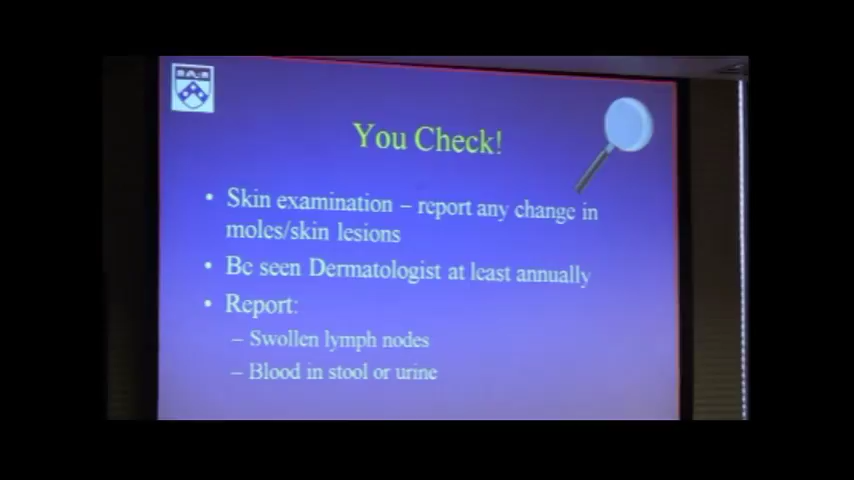 You Check!
• Skin examination – report any change in
moles/skin lesions
• Be seen Dermatologist at least annually
• Report:
– Swollen lymph nodes
– Blood in stool or urine